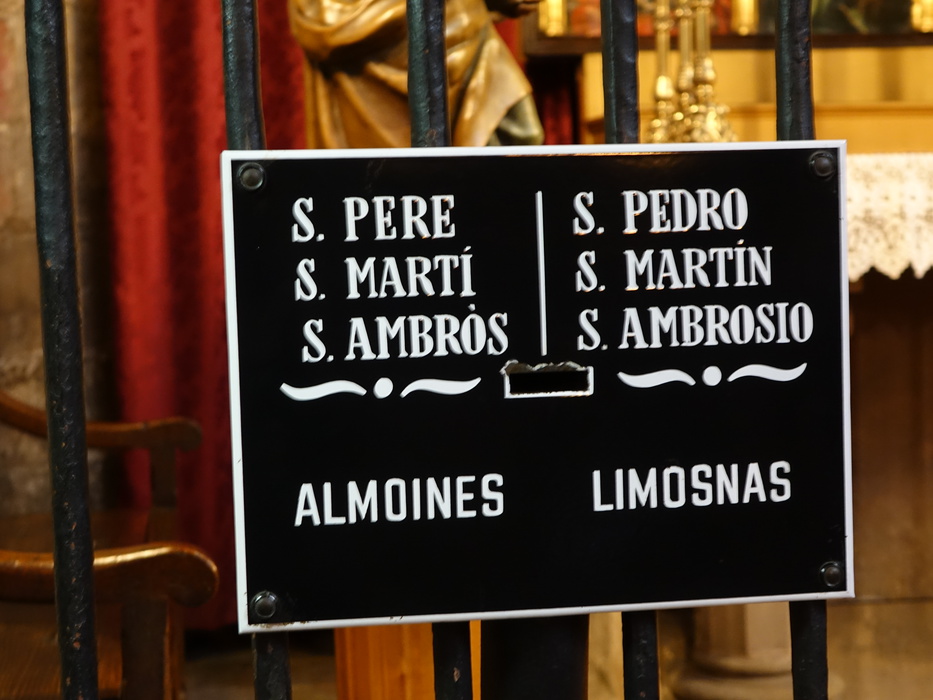 S. PERE
S. MARTÍ
S. AMBRÒS
S. PEDRO
S. MARTÍN
S. AMBROSIO
ALMOINES
LIMOSNAS